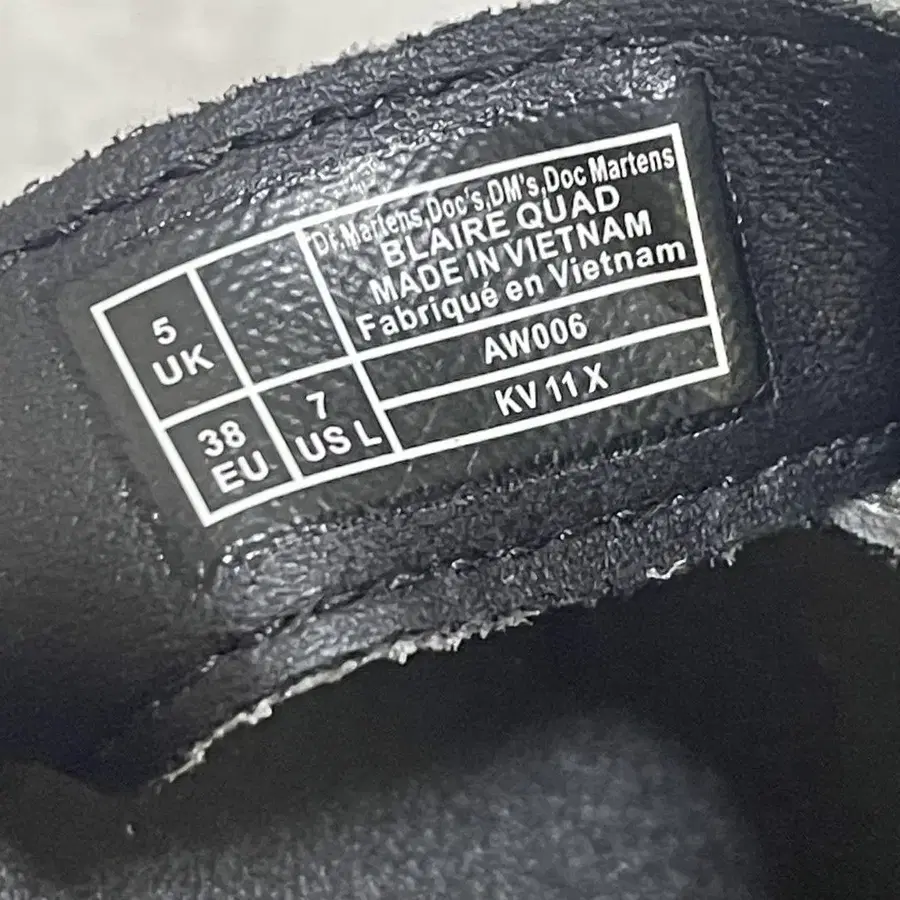 5
UK
38
EU
7
US L
Dr.Martens,Doc's,DM's,Doc Martens
BLAIRE QUAD
MADE IN VIETNAM
Fabriqué en Vietnam
AW006
KV 11 X